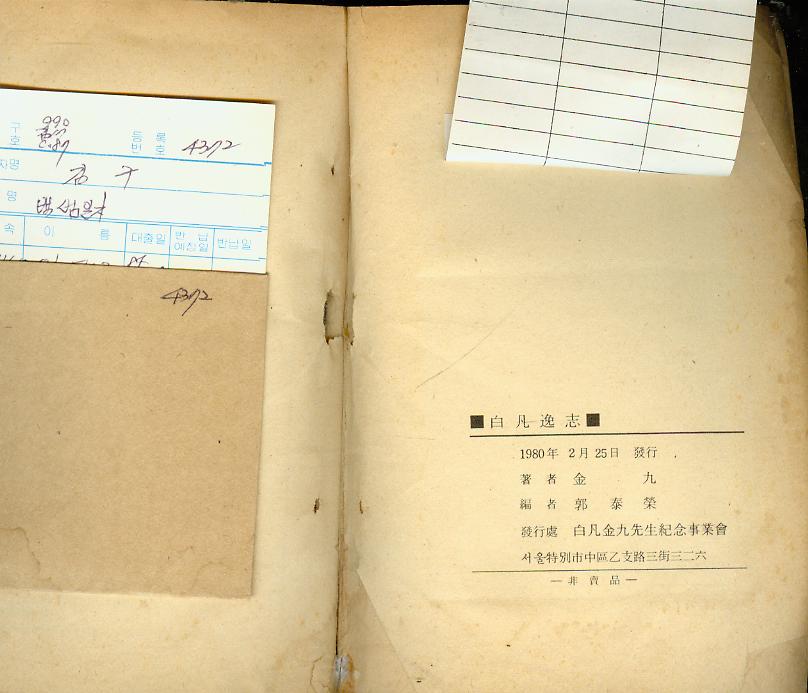 구호 990 등록번호 4372
자명 김구
명 백범일지
속 이름 대출일 반납예정일 반납일
4372
■白凡逸志■
1980年 2月 25日 發行
著者 金九
編者 郭泰榮
發行處 白凡金九先生紀念事業會
서울特別市中區乙支路三街三二六
— 非賣品 —